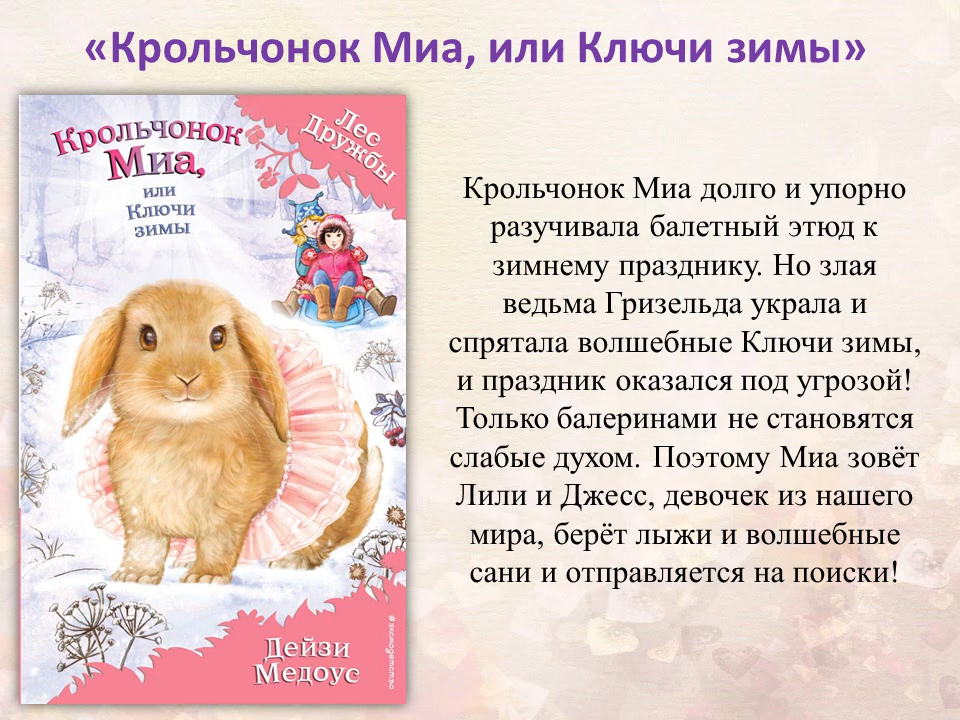 «Крольчонок Миа, или Ключи зимы»
Крольчонок
Миа,
или
Ключи
зимы
Лес
Дружбы
Дейзи
Медоус
#эксмодетство
Крольчонок Миа долго и упорно
разучивала балетный этюд к
зимнему празднику. Но злая
ведьма Гризельда украла и
спрятала волшебные Ключи зимы,
и праздник оказался под угрозой!
Только балеринами не становятся
слабые духом. Поэтому Миа зовёт
Лили и Джесс, девочек из нашего
мира, берёт лыжи и волшебные
сани и отправляется на поиски!